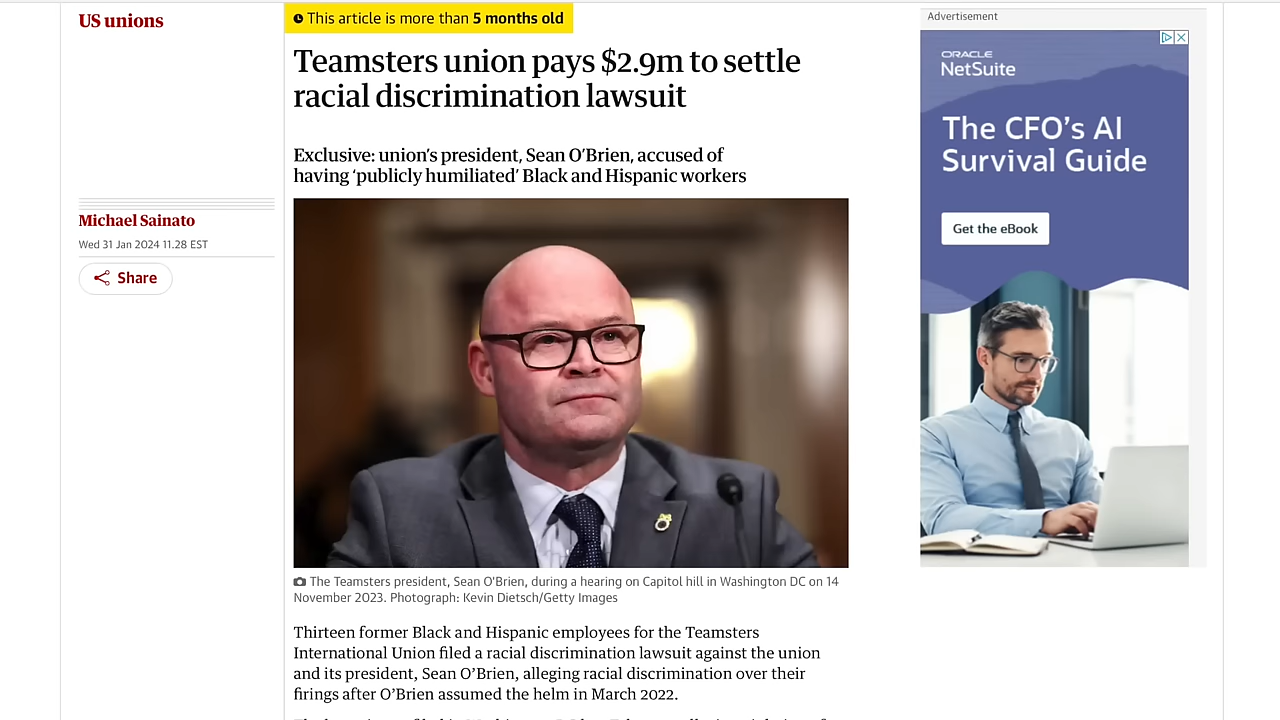 US unions
This article is more than 5 months old
Teamsters union pays $2.9m to settle
racial discrimination lawsuit
Exclusive: union’s president, Sean O’Brien, accused of
having ‘publicly humiliated’ Black and Hispanic workers
Michael Sainato
Wed 31 Jan 2024 11.28 EST
Share
The Teamsters president, Sean O’Brien, during a hearing on Capitol hill in Washington DC on 14
November 2023. Photograph: Kevin Dietsch/Getty Images
Thirteen former Black and Hispanic employees for the Teamsters
International Union filed a racial discrimination lawsuit against the union
and its president, Sean O’Brien, alleging racial discrimination over their
firings after O’Brien assumed the helm in March 2022.
Advertisement
ORACLE
NetSuite
The CFO’s AI
Survival Guide
Get the eBook